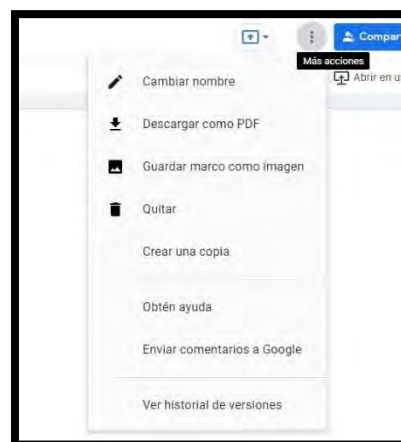 Compar
Más acciones
Abrir en u
Cambiar nombre
Descargar como PDF
Guardar marco como imagen
Quitar
Crear una copia
Obtén ayuda
Enviar comentarios a Google
Ver historial de versiones